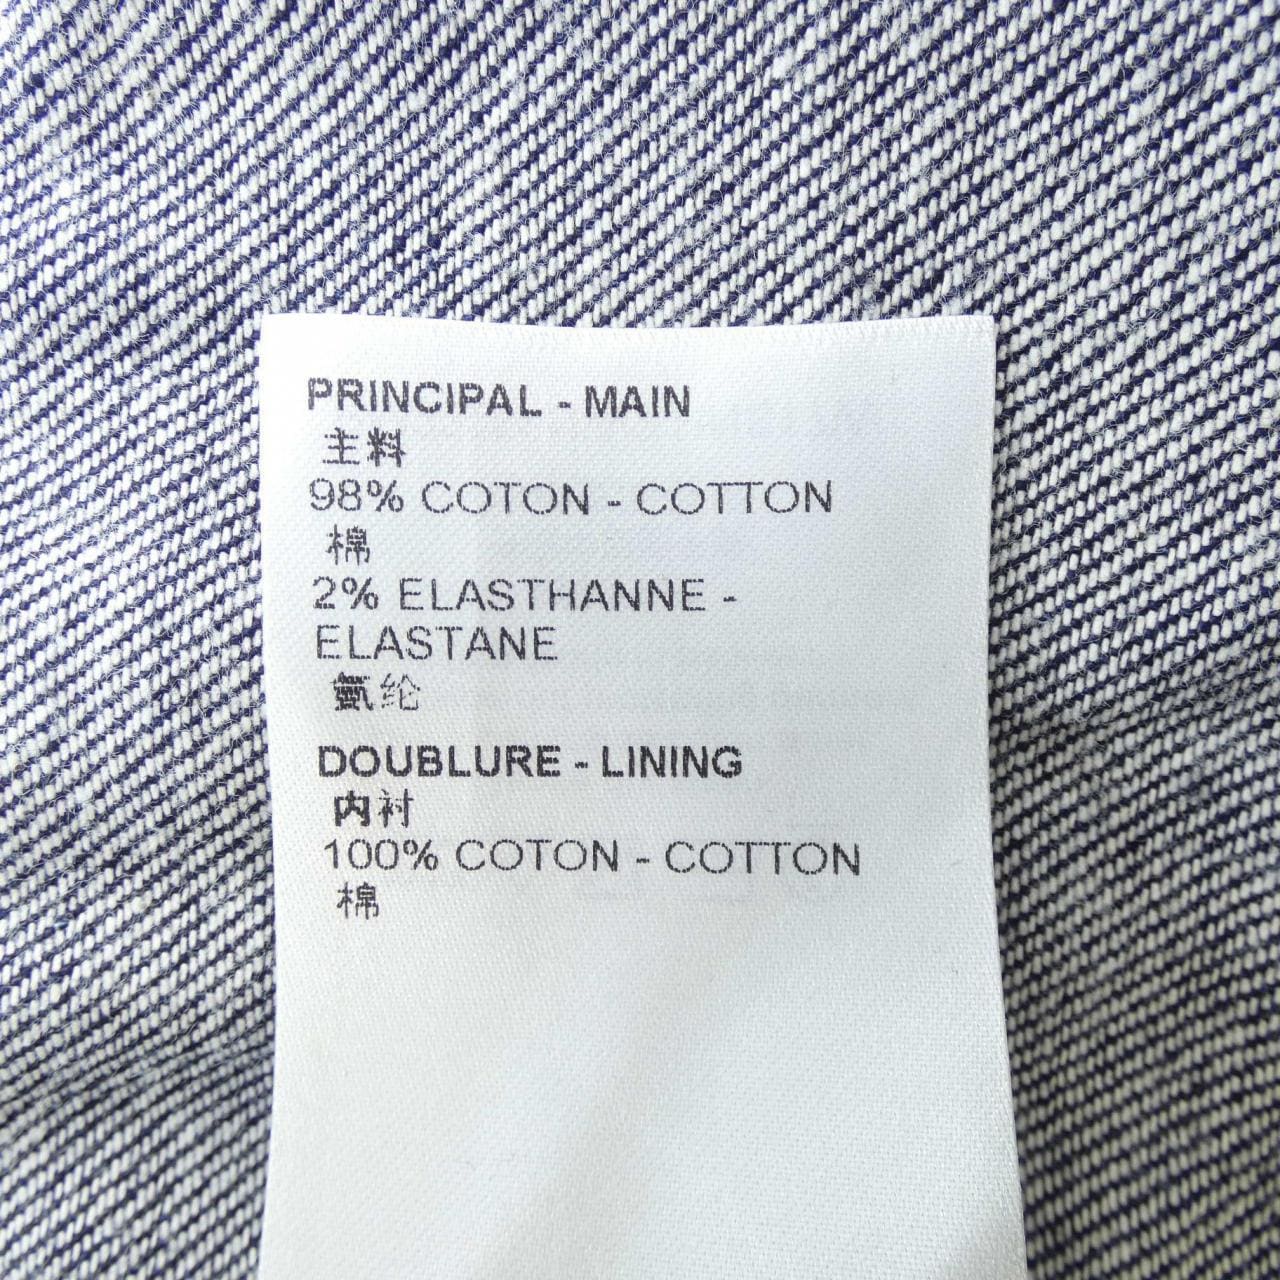 PRINCIPAL - MAIN
主料
98% COTON - COTTON
棉
2% ELASTHANNE -
ELASTANE
氨纶
DOUBLURE - LINING
内衬
100% COTON - COTTON
棉